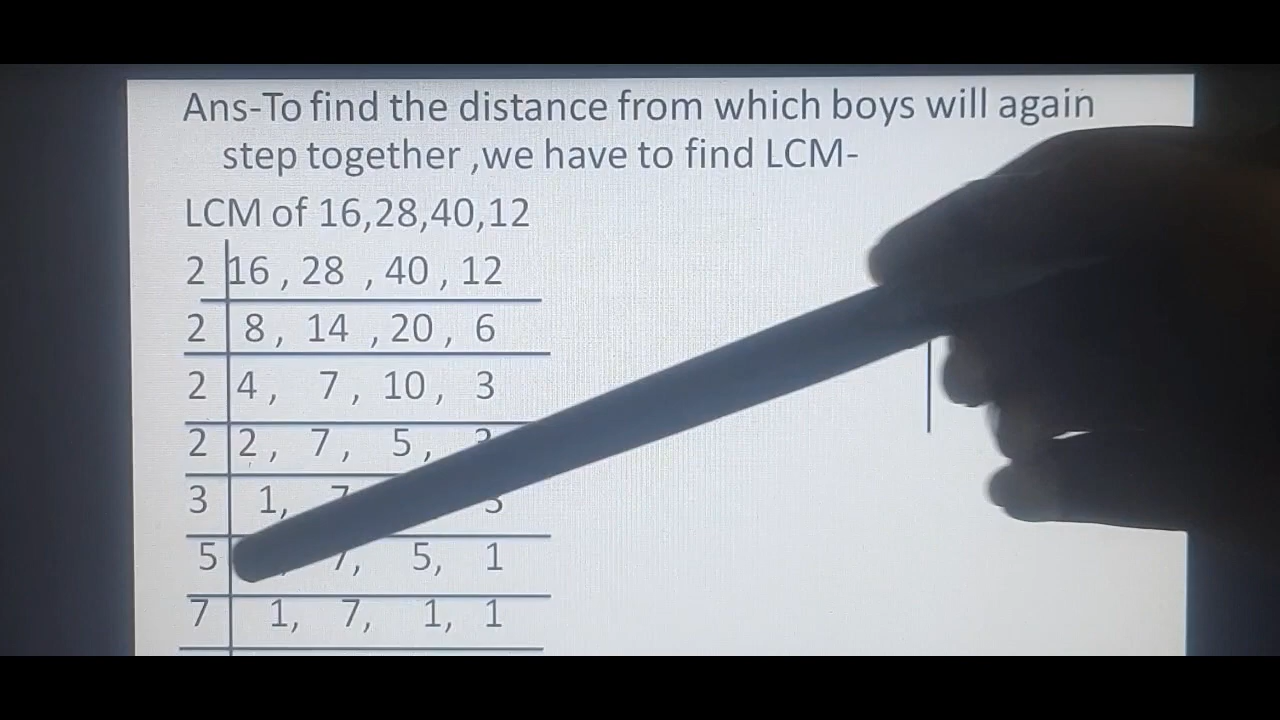 Ans-To find the distance from which boys will again
step together ,we have to find LCM-
LCM of 16,28,40,12
2 16 , 28 , 40 , 12
2 8, 14 , 20, 6
2 4, 7, 10, 3
2 2, 7, 5,
3 1,
5 7, 5, 1
7 1, 7, 1, 1